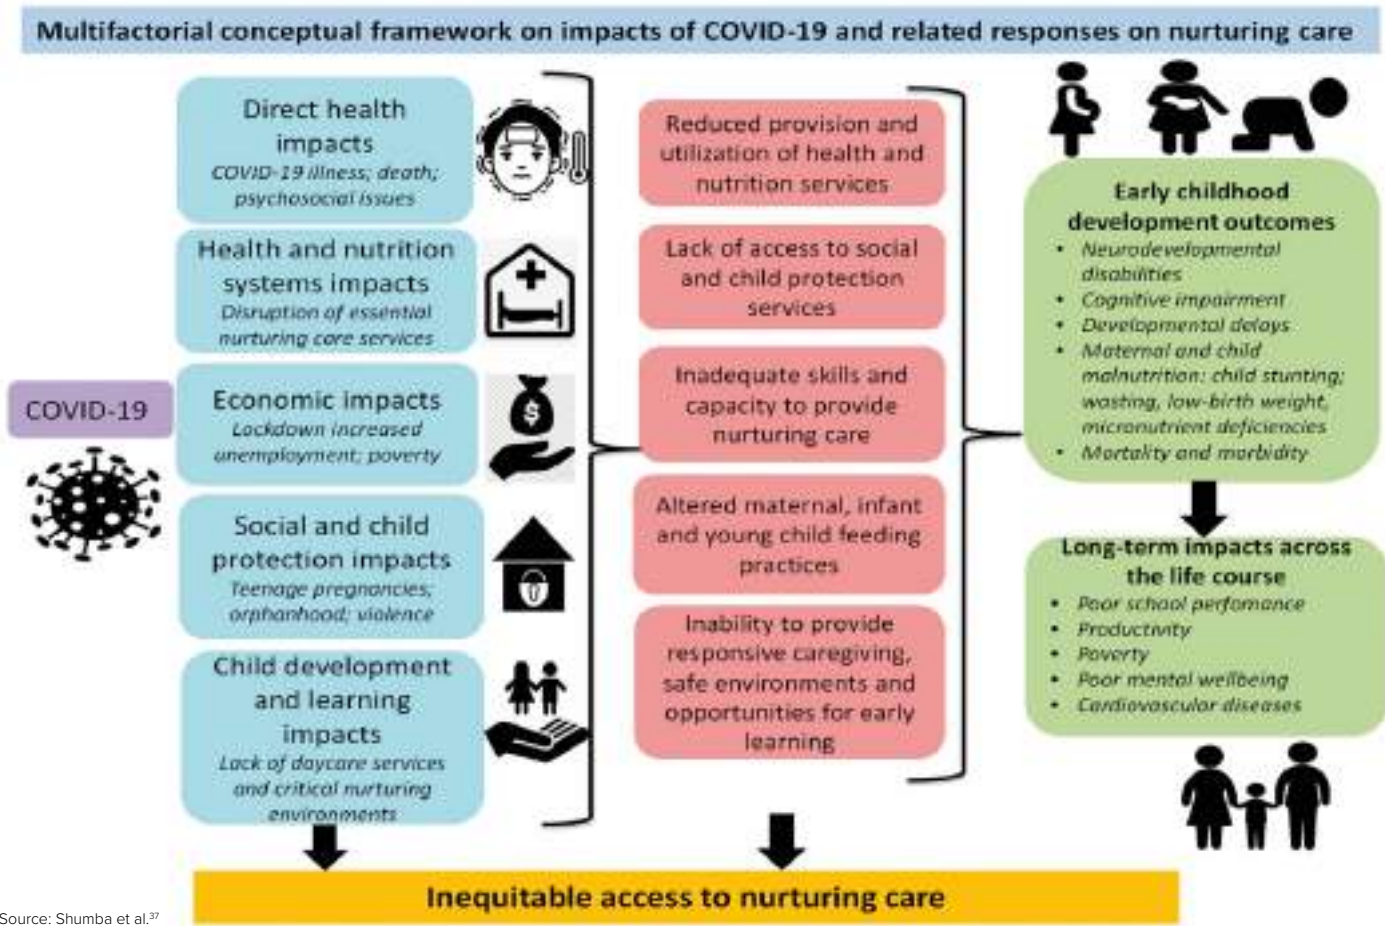 Multifactorial conceptual framework on impacts of COVID-19 and related responses on nurturing care
COVID-19
Direct health
impacts
COVID-19 illness; death;
psychosocial issues
Health and nutrition
systems impacts
Disruption of essential
nurturing care services
Economic impacts
Lockdown increased
unemployment; poverty
$
Social and child
protection impacts
Teenage pregnancies;
orphanhood; violence
Child development
and learning
impacts
Lack of daycare services
and critical nurturing
environments
Reduced provision and
utilization of health and
nutrition services
Lack of access to social
and child protection
services
Inadequate skills and
capacity to provide
nurturing care
Altered maternal, infant
and young child feeding
practices
Inability to provide
responsive caregiving,
safe environments and
opportunities for early
learning
Early childhood
development outcomes
• Neurodevelopmental
disabilities
• Cognitive impairment
• Developmental delays
• Maternal and child
malnutrition: child stunting;
wasting, low-birth weight,
micronutrient deficiencies
• Mortality and morbidity
Long-term impacts across
the life course
• Poor school perfomance
• Productivity
• Poverty
• Poor mental wellbeing
• Cardiovascular diseases
Inequitable access to nurturing care
Source: Shumba et al.³⁷